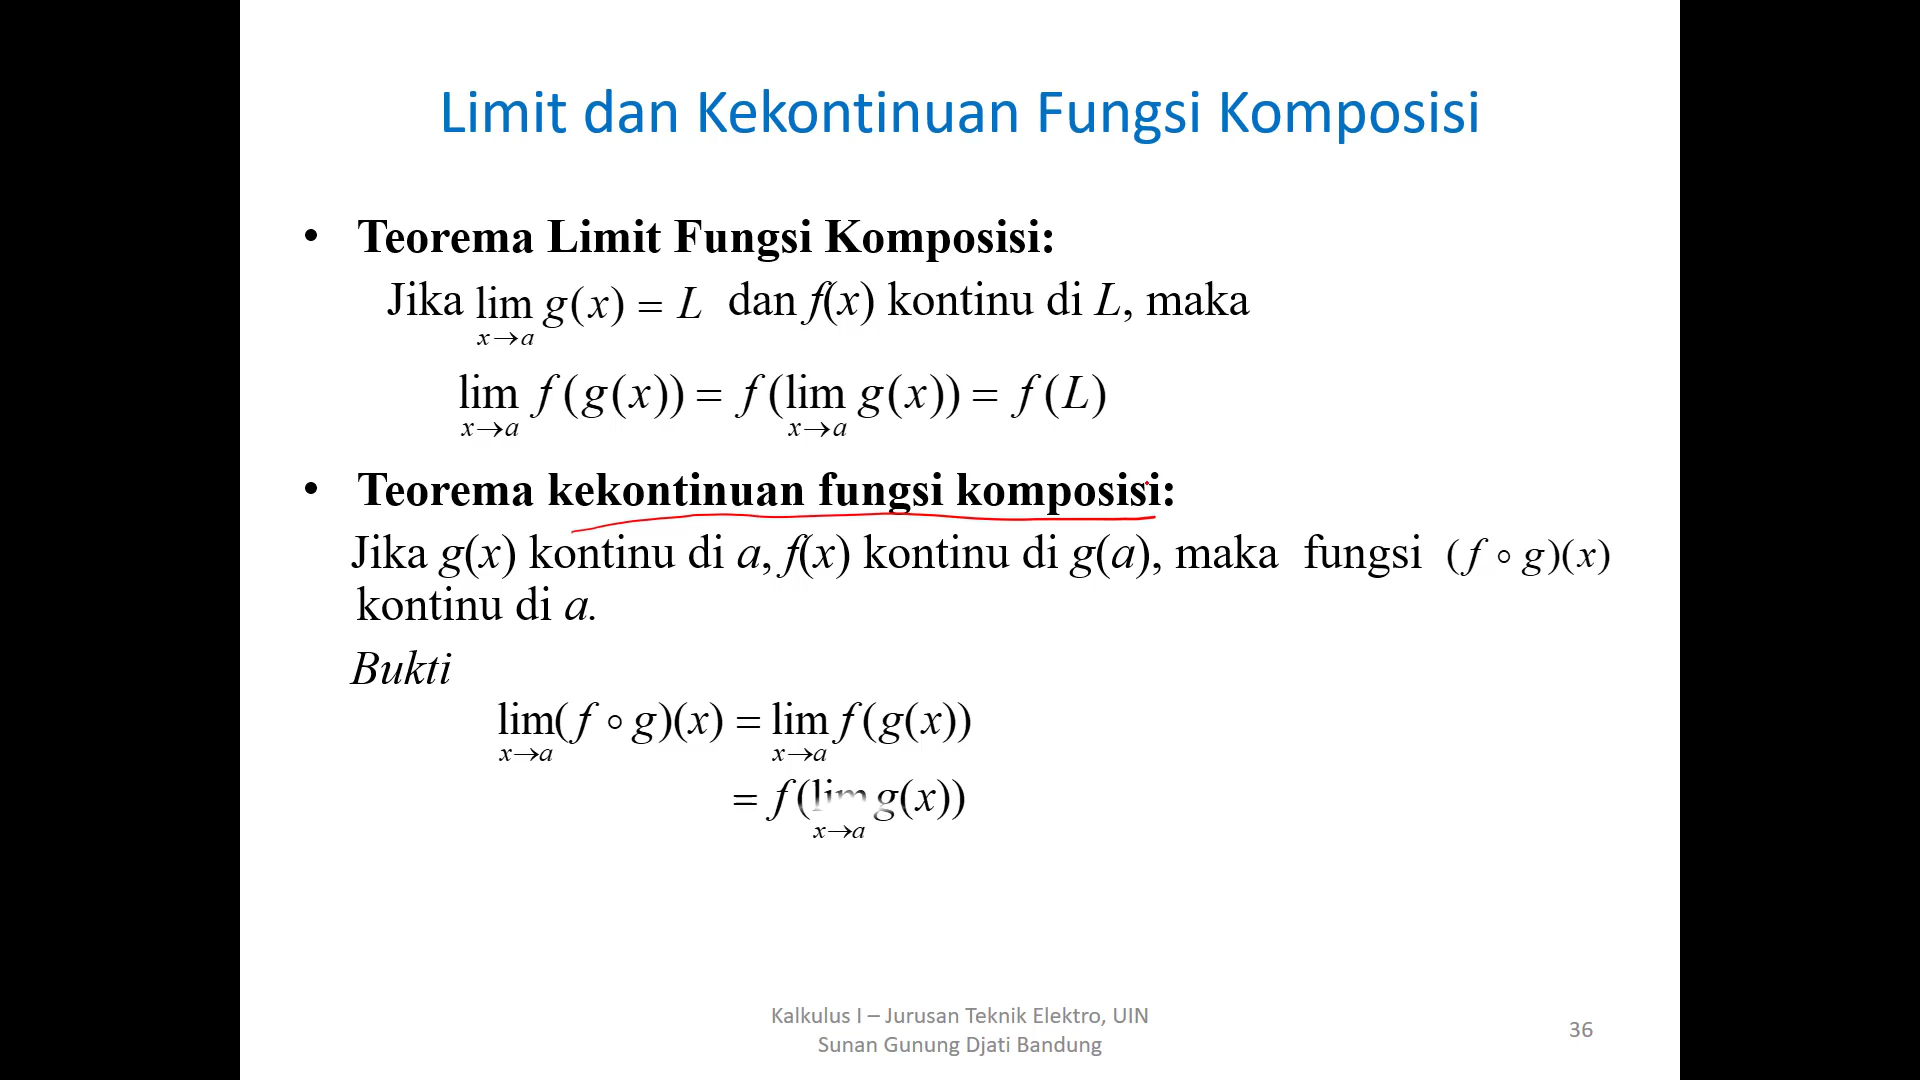 Limit dan Kekontinuan Fungsi Komposisi
• Teorema Limit Fungsi Komposisi:
Jika lim x→a g(x) = L dan f(x) kontinu di L, maka
lim x→a f(g(x)) = f(lim x→a g(x)) = f(L)
• Teorema kekontinuan fungsi komposisi:
Jika g(x) kontinu di a, f(x) kontinu di g(a), maka fungsi (f ∘ g)(x)
kontinu di a.
Bukti
lim x→a (f ∘ g)(x) = lim x→a f(g(x))
= f(lim x→a g(x))
Kalkulus I – Jurusan Teknik Elektro, UIN
Sunan Gunung Djati Bandung
36